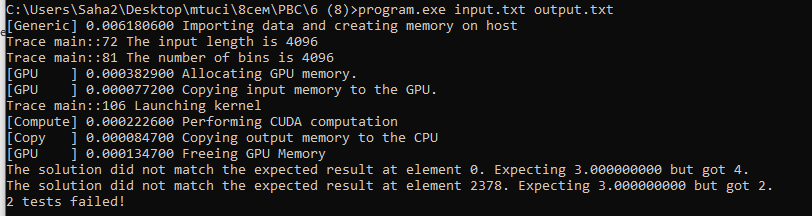 C:\Users\Saha2\Desktop\mtuci\8сем\РВС\6 (8)>program.exe input.txt output.txt
[Generic] 0.006180600 Importing data and creating memory on host
Trace main::72 The input length is 4096
Trace main::81 The number of bins is 4096
[GPU    ] 0.000382900 Allocating GPU memory.
[GPU    ] 0.000077200 Copying input memory to the GPU.
Trace main::106 Launching kernel
[Compute] 0.000222600 Performing CUDA computation
[Copy   ] 0.000084700 Copying output memory to the CPU
[GPU    ] 0.000134700 Freeing GPU Memory
The solution did not match the expected result at element 0. Expecting 3.000000000 but got 4.
The solution did not match the expected result at element 2378. Expecting 3.000000000 but got 2.
2 tests failed!